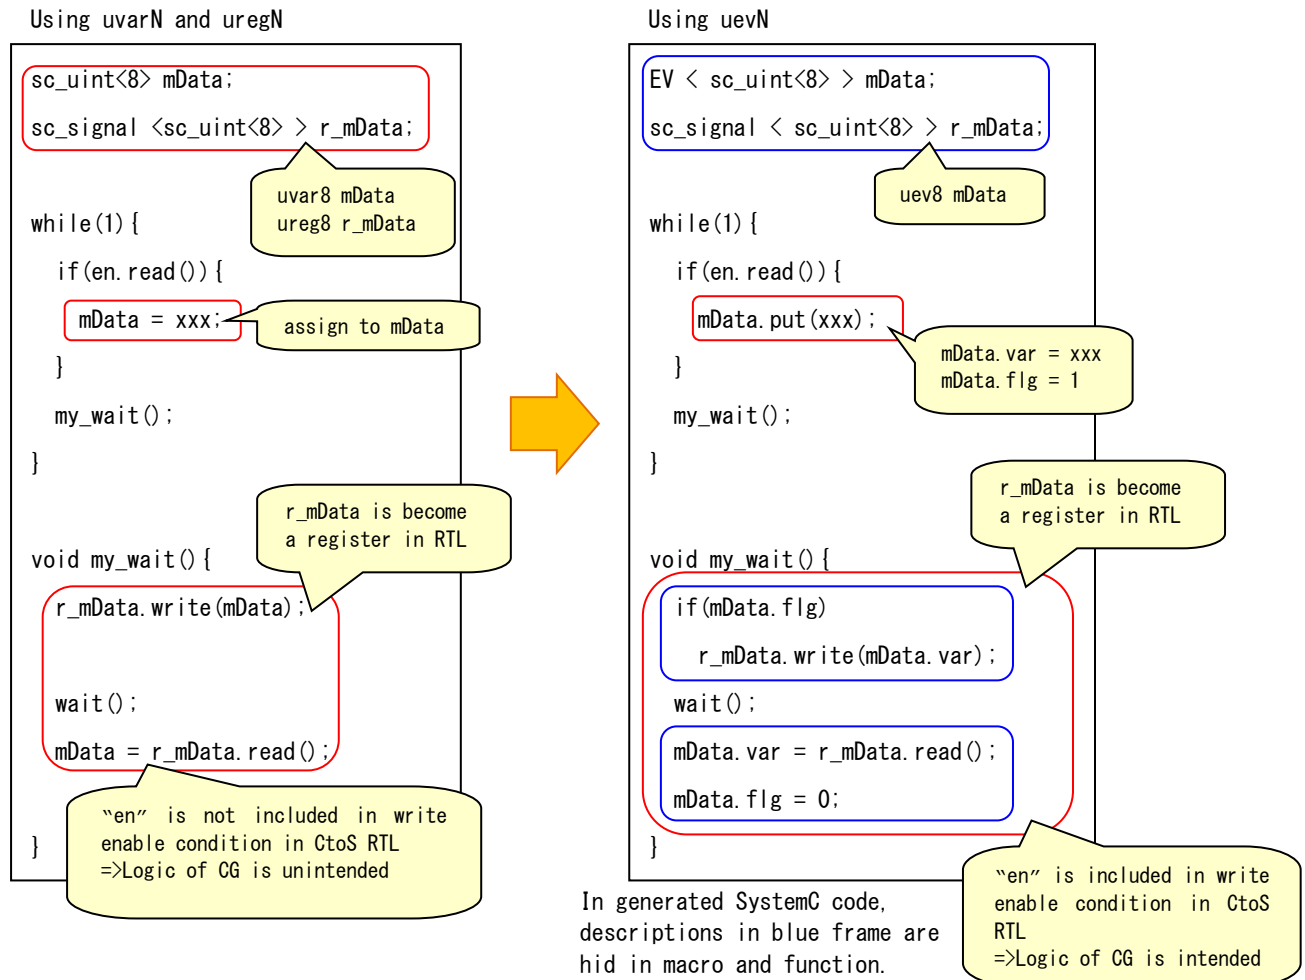 Using uvarN and uregN
sc_uint<8> mData;
sc_signal <sc_uint<8> > r_mData;
uvar8 mData
ureg8 r_mData
while(1){
if(en.read()){
mData = xxx;
assign to mData
}
my_wait();
}
r_mData is become
a register in RTL
void my_wait(){
r_mData.write(mData);
wait();
mData = r_mData.read();
“en” is not included in write
enable condition in CtoS RTL
=>Logic of CG is unintended
}
Using uevN
EV < sc_uint<8> > mData;
sc_signal < sc_uint<8> > r_mData;
uev8 mData
while(1){
if(en.read()){
mData.put(xxx);
mData.var = xxx
mData.flg = 1
}
my_wait();
}
r_mData is become
a register in RTL
void my_wait(){
if(mData.flg)
r_mData.write(mData.var);
wait();
mData.var = r_mData.read();
mData.flg = 0;
}
“en” is included in write
enable condition in CtoS
RTL
=>Logic of CG is intended
In generated SystemC code,
descriptions in blue frame are
hid in macro and function.